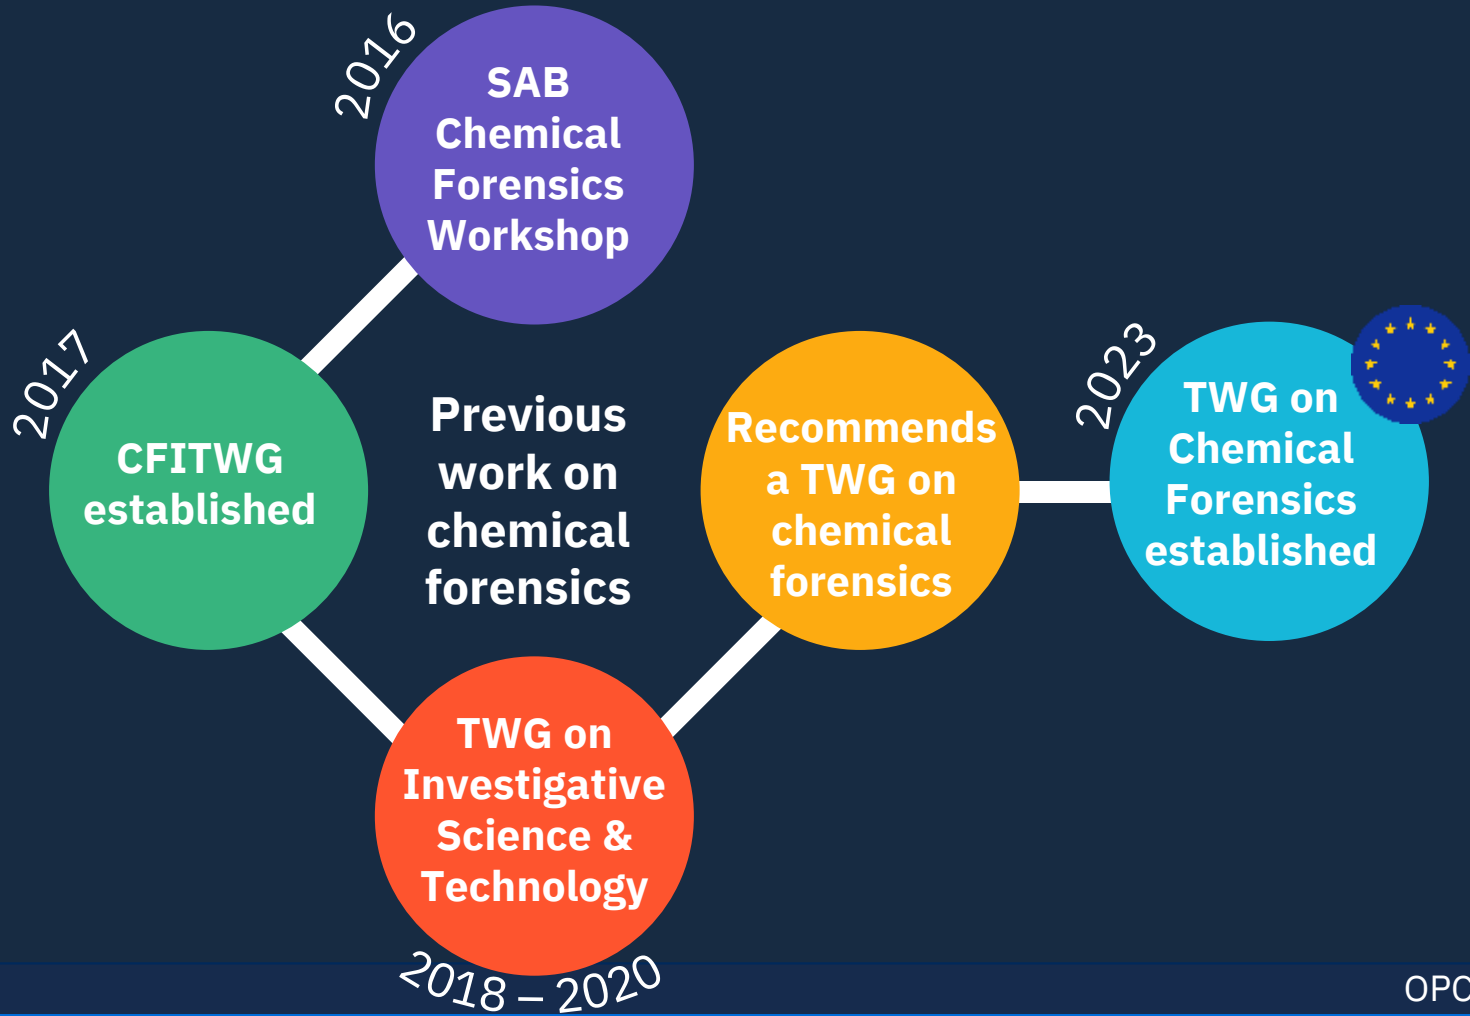 2016
SAB
Chemical
Forensics
Workshop
2017
CFITWG
established
Previous
work on
chemical
forensics
TWG on
Investigative
Science &
Technology
2018 – 2020
Recommends
a TWG on
chemical
forensics
2023
TWG on
Chemical
Forensics
established